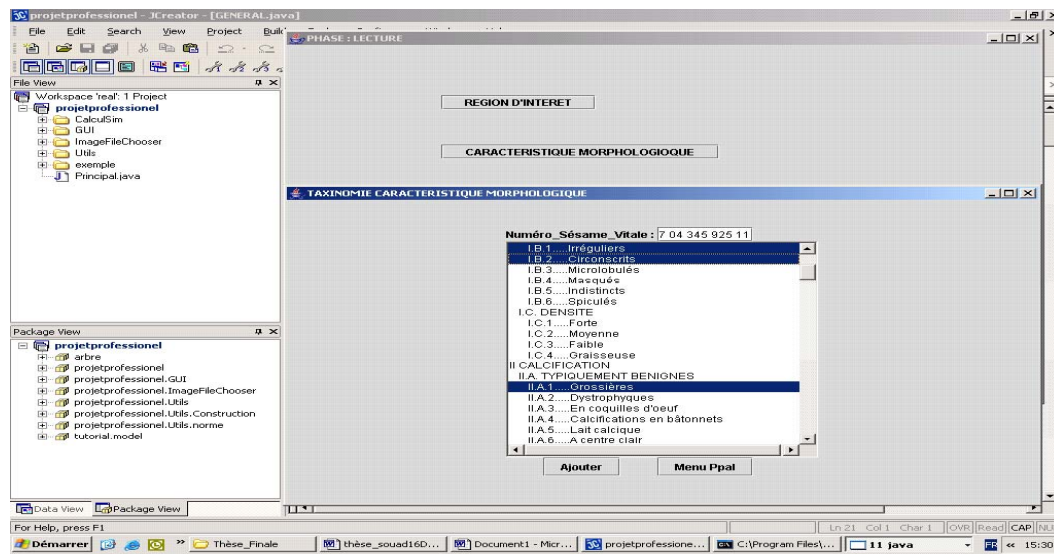 projetprofessionel - JCreator - [GENERAL.java]
File Edit Search View Project Buil
PHASE : LECTURE
File View
Workspace 'real': 1 Project
projetprofessionel
CalculSim
GUI
ImageFileChooser
Utils
exemple
Principal.java
REGION D'INTERET
CARACTERISTIQUE MORPHOLOGIOQUE
TAXINOMIE CARACTERISTIQUE MORPHOLOGIQUE
Numéro_Sésame_Vitale : 7 04 345 925 11
I.B.1.....Irréguliers
I.B.2.....Circonscrits
I.B.3.....Microlobulés
I.B.4.....Masqués
I.B.5.....Indistincts
I.B.6.....Spiculés
I.C. DENSITE
I.C.1.....Forte
I.C.2.....Moyenne
I.C.3.....Faible
I.C.4.....Graisseuse
II CALCIFICATION
II.A. TYPIQUEMENT BENIGNES
II.A.1.....Grossières
II.A.2.....Dystrophyques
II.A.3.....En coquilles d'oeuf
II.A.4.....Calcifications en bâtonnets
II.A.5.....Lait calcique
II.A.6.....A centre clair
Ajouter Menu Ppal
Package View
projetprofessionel
arbre
projetprofessionel
projetprofessionel.GUI
projetprofessionel.ImageFileChooser
projetprofessionel.Utils
projetprofessionel.Utils.Construction
projetprofessionel.Utils.norme
tutorial.model
Data View Package View
For Help, press F1 Ln 21 Col 1 Char 1 OVR Read CAP NU
Démarrer » Thèse_Finale thèse_souad16D... Document1 - Micr... projetprofessione... C:\Program Files\... 11 java FR « 15:30